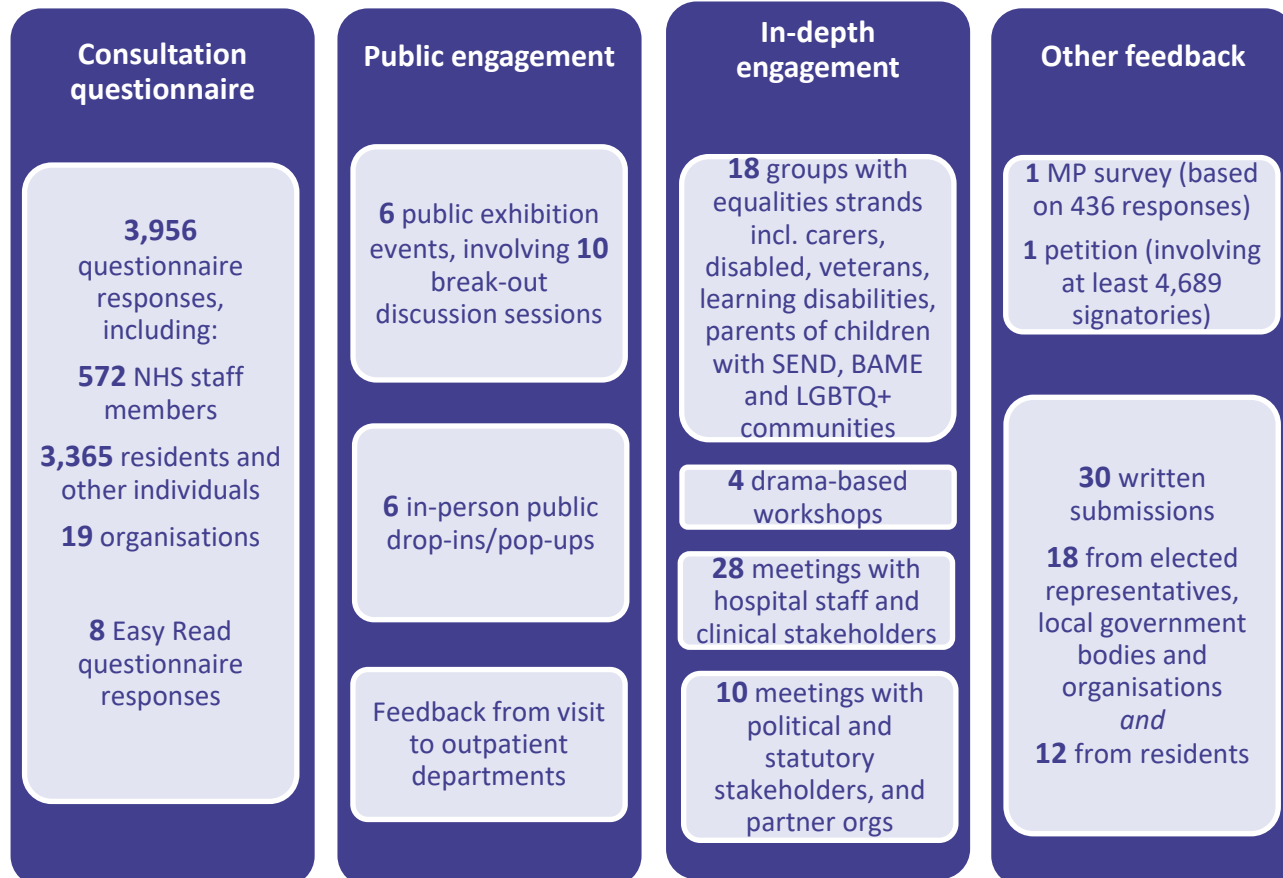 Consultation
questionnaire
3,956
questionnaire
responses,
including:
572 NHS staff
members
3,365 residents and
other individuals
19 organisations
8 Easy Read
questionnaire
responses
Public engagement
6 public exhibition
events, involving 10
break-out
discussion sessions
6 in-person public
drop-ins/pop-ups
Feedback from visit
to outpatient
departments
In-depth
engagement
18 groups with
equalities strands
incl. carers,
disabled, veterans,
learning disabilities,
parents of children
with SEND, BAME
and LGBTQ+
communities
4 drama-based
workshops
28 meetings with
hospital staff and
clinical stakeholders
10 meetings with
political and
statutory
stakeholders, and
partner orgs
Other feedback
1 MP survey (based
on 436 responses)
1 petition (involving
at least 4,689
signatories)
30 written
submissions
18 from elected
representatives,
local government
bodies and
organisations
and
12 from residents